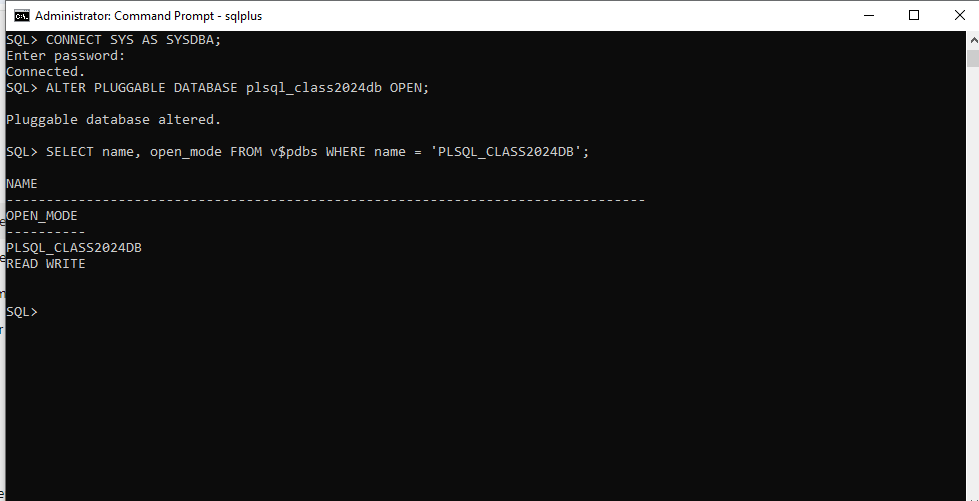 Administrator: Command Prompt - sqlplus
SQL> CONNECT SYS AS SYSDBA;
Enter password:
Connected.
SQL> ALTER PLUGGABLE DATABASE plsql_class2024db OPEN;
Pluggable database altered.
SQL> SELECT name, open_mode FROM v$pdbs WHERE name = 'PLSQL_CLASS2024DB';
NAME
--------------------------------------------------------------------------------
OPEN_MODE
----------
PLSQL_CLASS2024DB
READ WRITE
SQL>